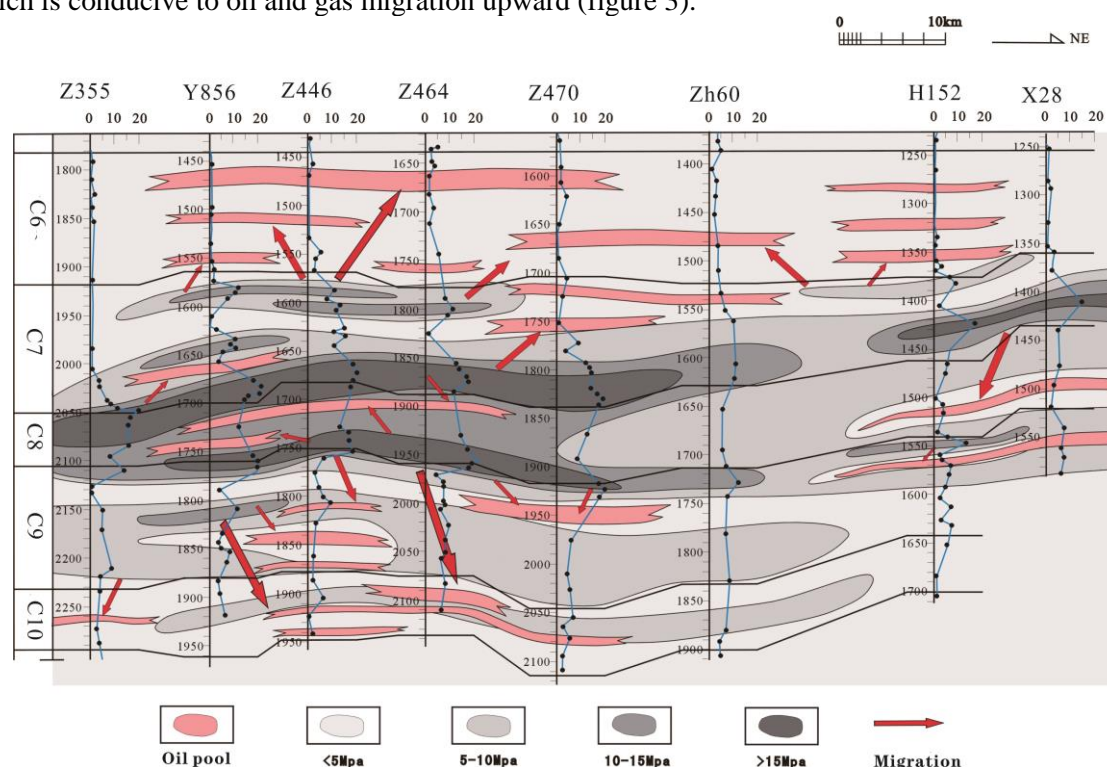 ich is conducive to oil and gas migration upward (figure 3).
0 10km
NE
Z355 Y856 Z446 Z464 Z470 Zh60 H152 X28
0 10 20 0 10 20 0 10 20 0 10 20 0 10 20 0 10 20 0 10 20 0 10 20
C6
C7
C8
C9
C10
1800 1850 1900 1950 2000 2050 2100 2150 2200 2250
1450 1500 1550 1600 1650 1700 1750 1800 1850 1900 1950
1450 1500 1550 1600 1650 1700 1750 1800 1850 1900 1950
1650 1700 1750 1800 1850 1900 1950 2000 2050 2100
1600 1650 1700 1750 1800 1850 1900 1950 2000 2050 2100
1400 1450 1500 1550 1600 1650 1700 1750 1800 1850 1900
1250 1300 1350 1400 1450 1500 1550 1600 1650 1700
1250 1300 1350 1400 1450 1500 1550
Oil pool <5Mpa 5-10Mpa 10-15Mpa >15Mpa Migration